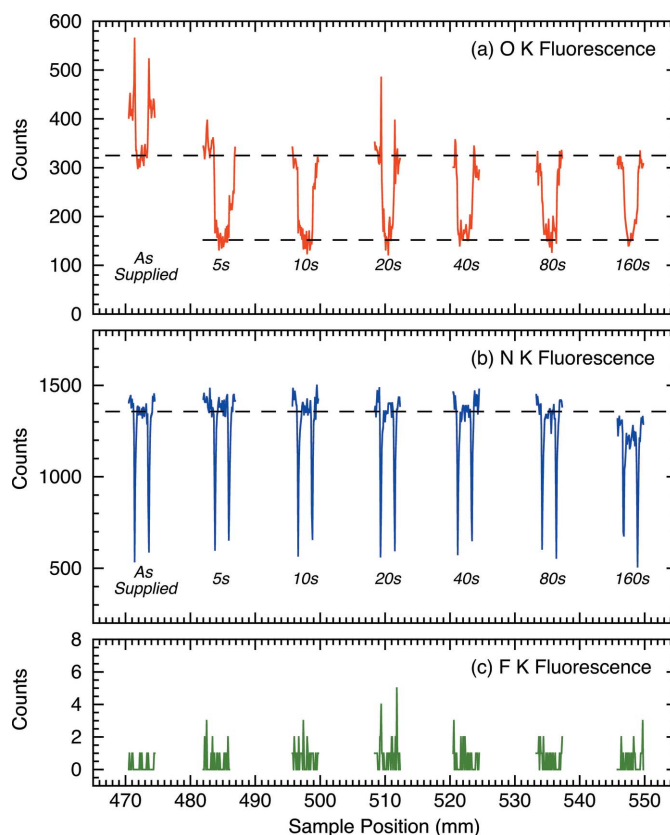 600
(a) O K Fluorescence
500
400
Counts
300
200
As
Supplied
5s
10s
20s
40s
80s
160s
100
0
(b) N K Fluorescence
1500
Counts
1000
500
As
Supplied
5s
10s
20s
40s
80s
160s
8
(c) F K Fluorescence
6
Counts
4
2
0
470
480
490
500
510
520
530
540
550
Sample Position (mm)